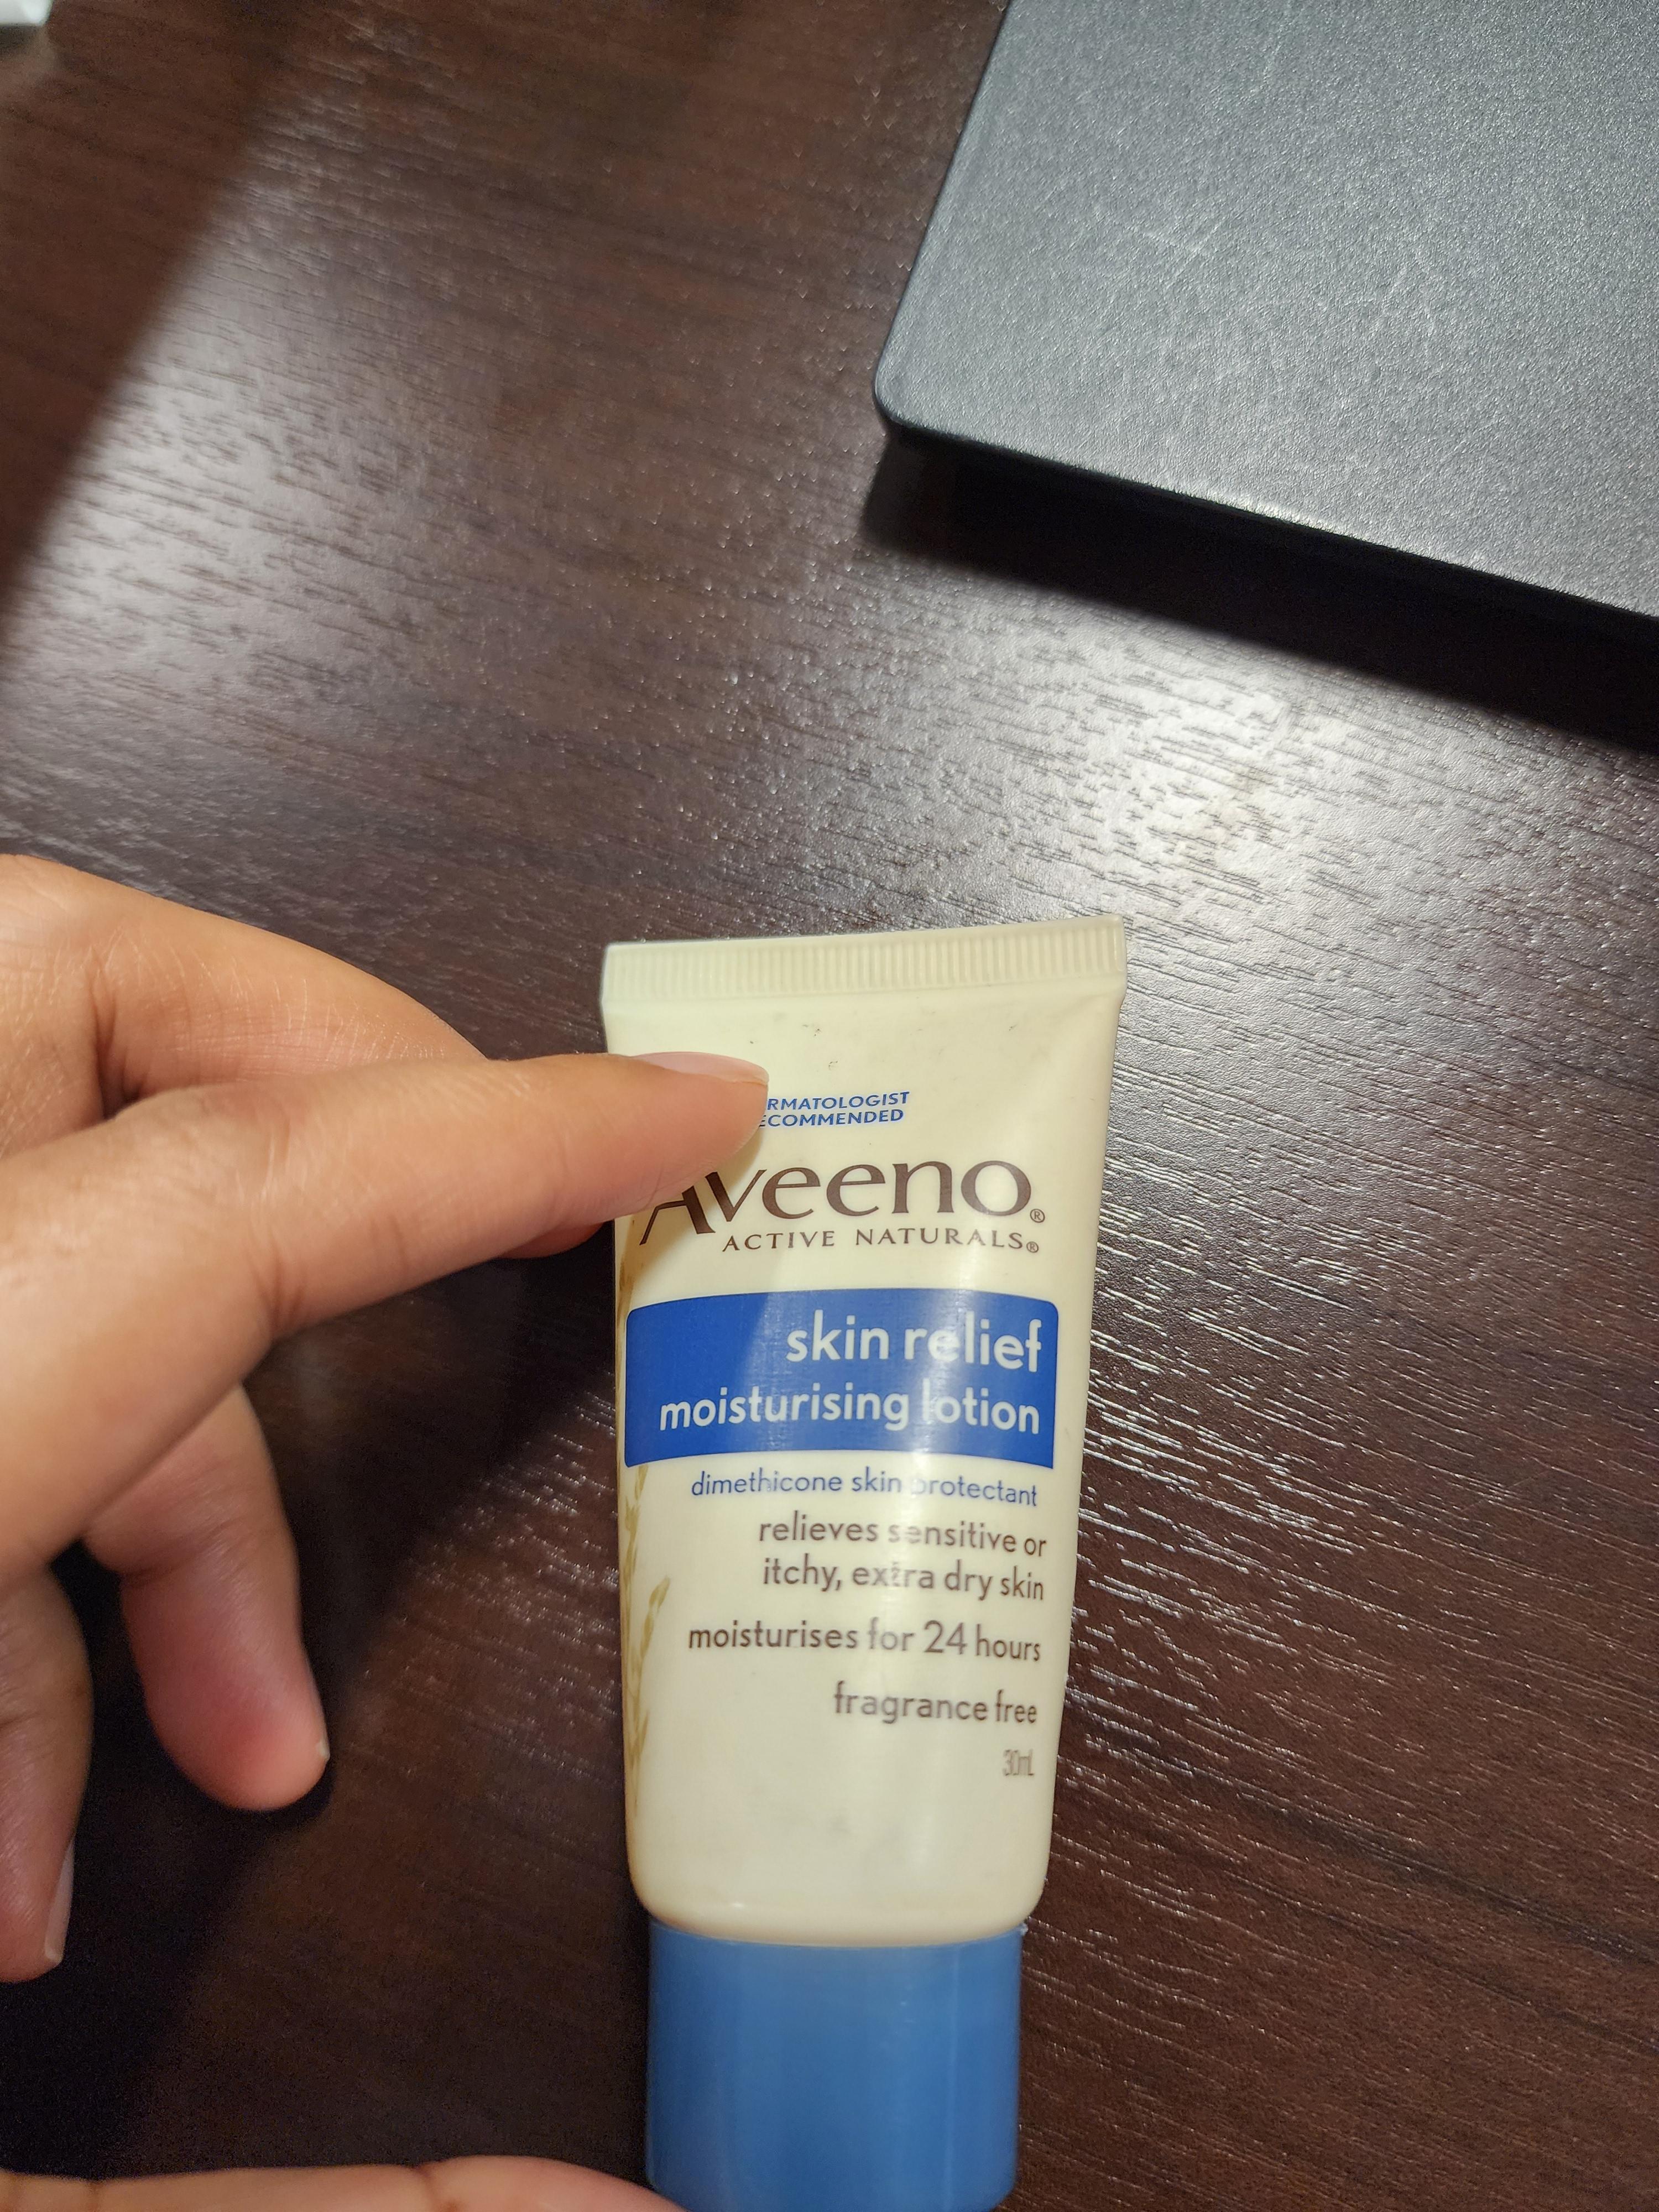 RMATOLOGIST
ECOMMENDED
Aveeno®
ACTIVE NATURALS®
skin relief
moisturising lotion
dimethicone skin protectant
relieves sensitive or
itchy, extra dry skin
moisturises for 24 hours
fragrance free
30mL